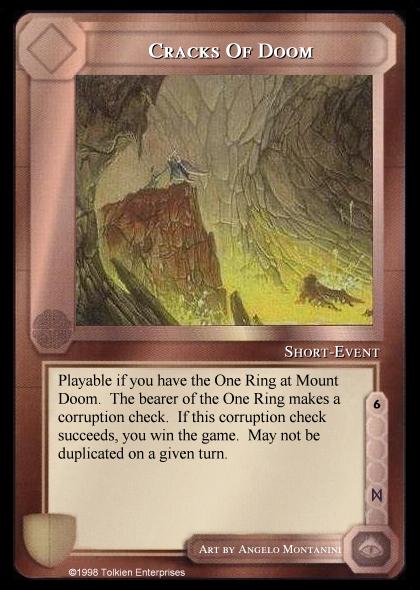 Cracks Of Doom
Short-Event
Playable if you have the One Ring at Mount
Doom. The bearer of the One Ring makes a
corruption check. If this corruption check
succeeds, you win the game. May not be
duplicated on a given turn.
6
ᛞ
Art by Angelo Montanini
©1998 Tolkien Enterprises